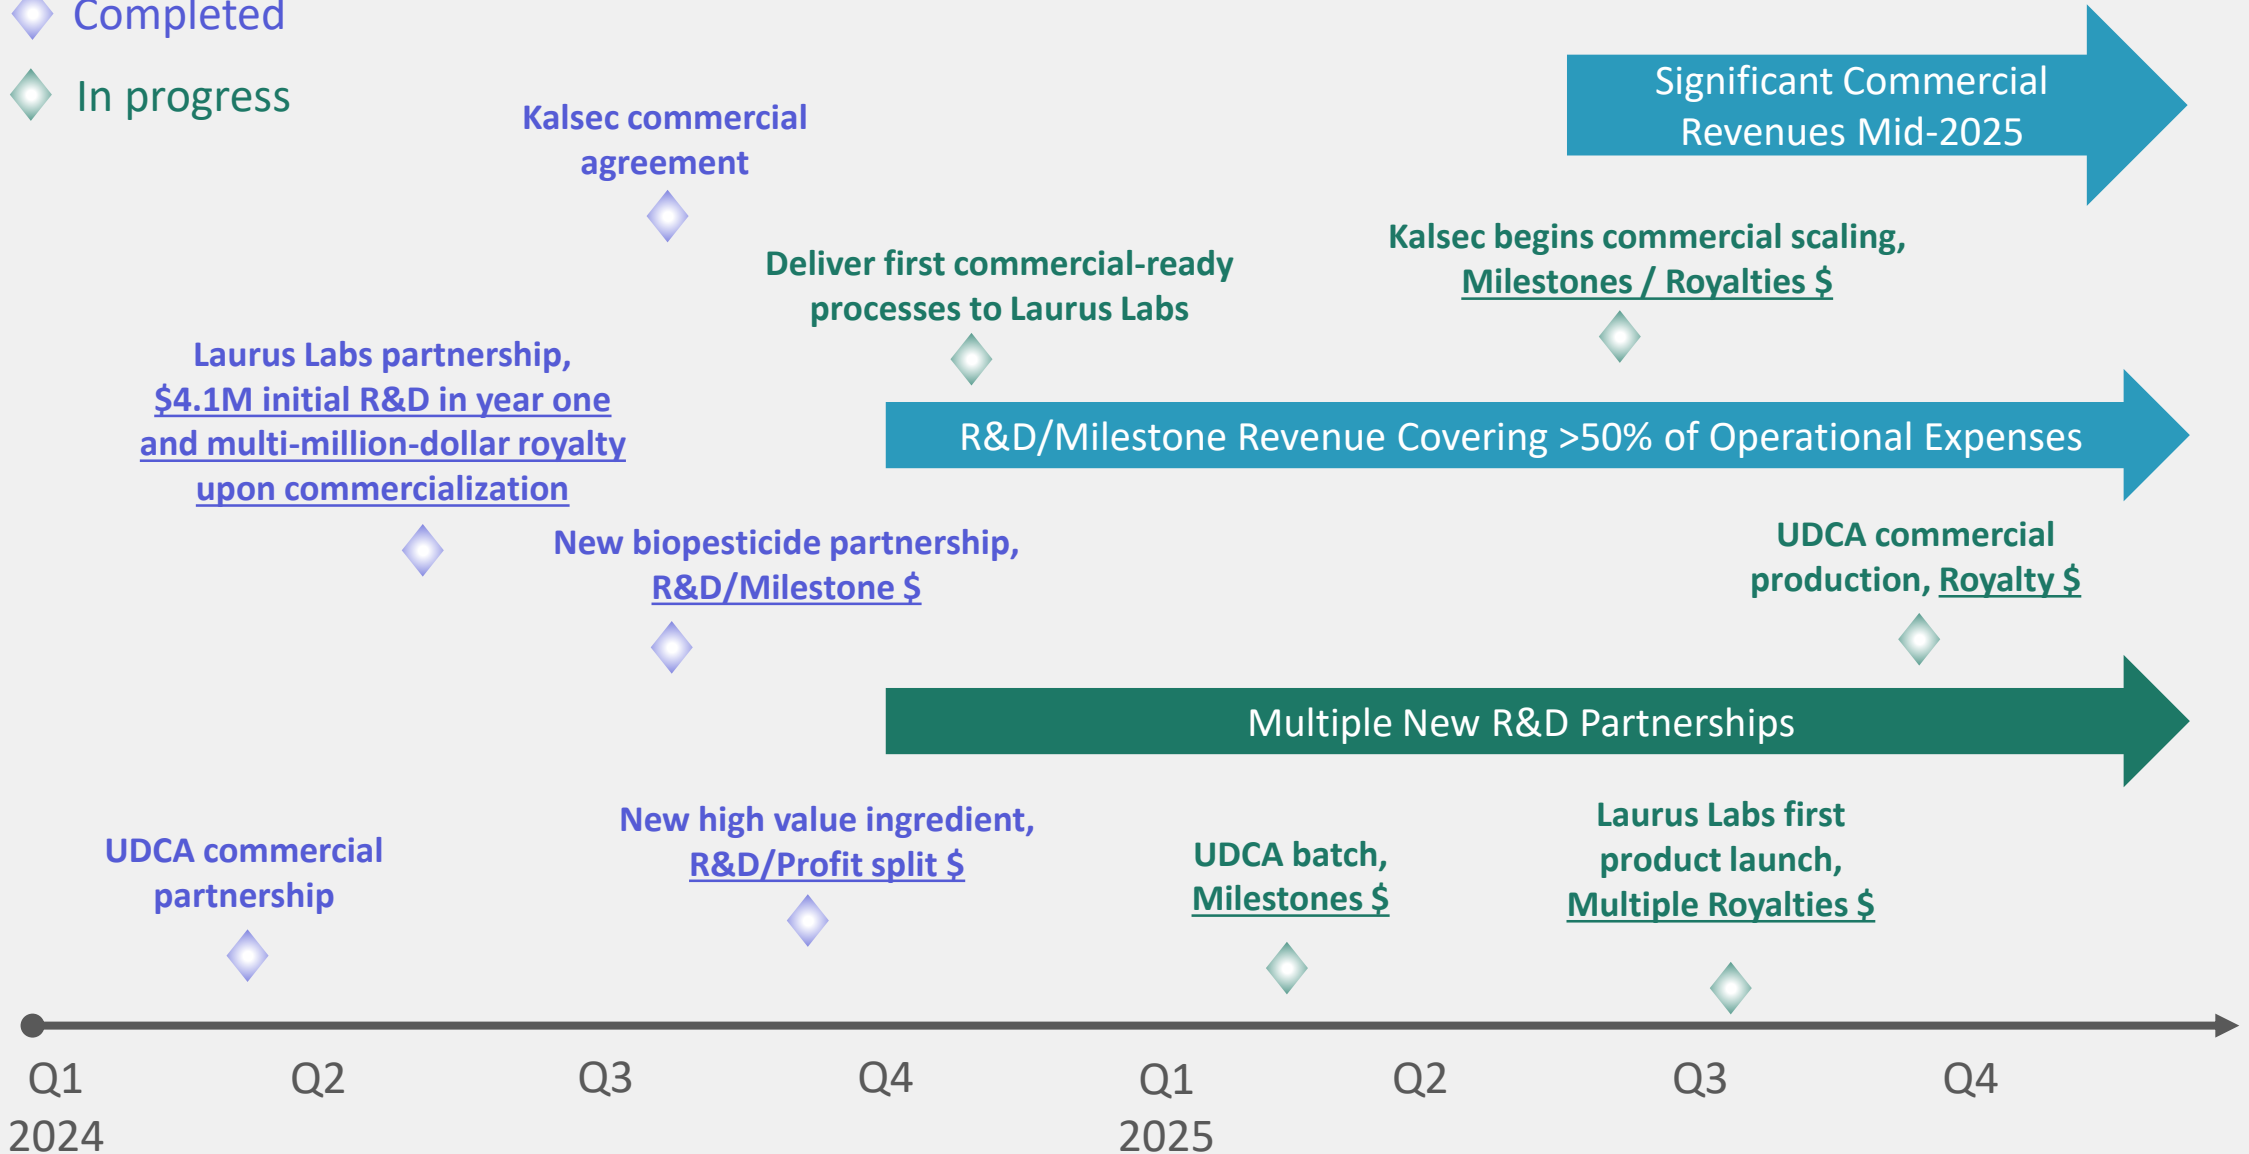 Completed
In progress
Kalsec commercial
agreement
Significant Commercial
Revenues Mid-2025
Deliver first commercial-ready
processes to Laurus Labs
Kalsec begins commercial scaling,
Milestones / Royalties $
Laurus Labs partnership,
$4.1M initial R&D in year one
and multi-million-dollar royalty
upon commercialization
R&D/Milestone Revenue Covering >50% of Operational Expenses
New biopesticide partnership,
R&D/Milestone $
UDCA commercial
production, Royalty $
Multiple New R&D Partnerships
UDCA commercial
partnership
New high value ingredient,
R&D/Profit split $
UDCA batch,
Milestones $
Laurus Labs first
product launch,
Multiple Royalties $
Q1 Q2 Q3 Q4 Q1 Q2 Q3 Q4
2024 2025